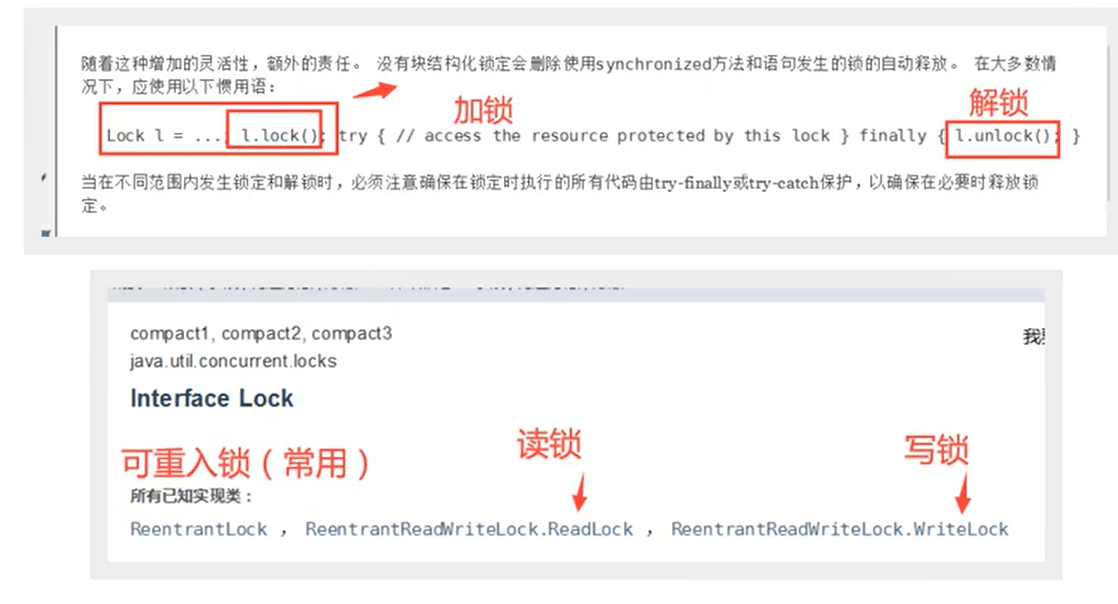 随着这种增加的灵活性，额外的责任。 没有块结构化锁定会删除使用synchronized方法和语句发生的锁的自动释放。 在大多数情
况下，应使用以下惯用语：
加锁
解锁
Lock l = ...; l.lock(); try { // access the resource protected by this lock } finally { l.unlock(); }
当在不同范围内发生锁定和解锁时，必须注意确保在锁定时执行的所有代码由try-finally或try-catch保护，以确保在必要时释放锁
定。
compact1, compact2, compact3
我
java.util.concurrent.locks
Interface Lock
可重入锁（常用）
读锁
写锁
所有已知实现类：
ReentrantLock ， ReentrantReadWriteLock.ReadLock ， ReentrantReadWriteLock.WriteLock